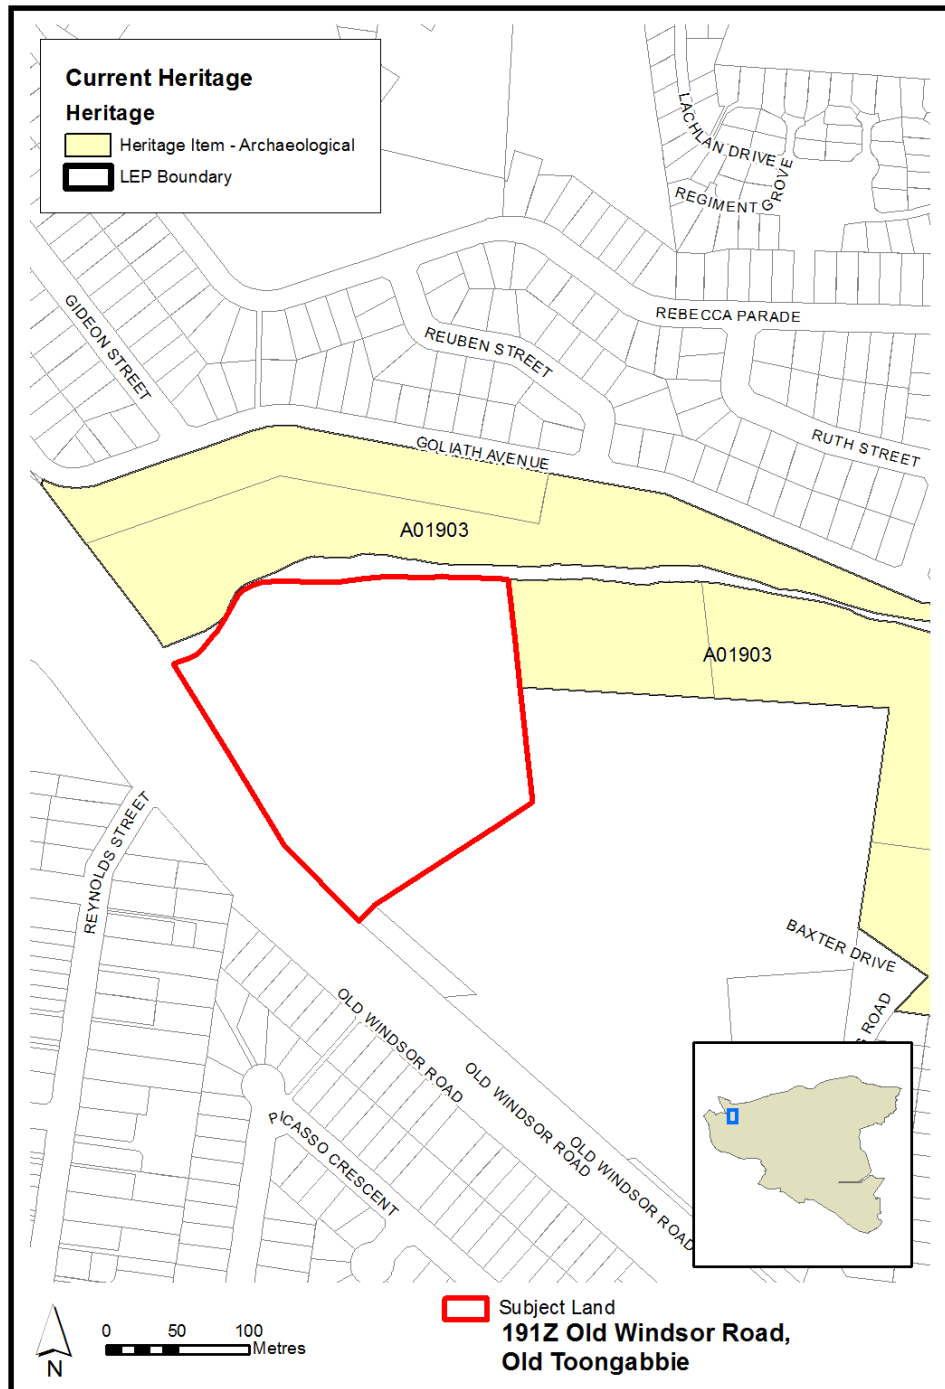 Current Heritage
Heritage
Heritage Item - Archaeological
LEP Boundary
LACHLAN DRIVE
REGIMENT GROVE
GIDEON STREET
REBECCA PARADE
REUBEN STREET
RUTH STREET
GOLIATH AVENUE
A01903
A01903
REYNOLDS STREET
BAXTER DRIVE
S ROAD
OLD WINDSOR ROAD
OLD WINDSOR ROAD
OLD WINDSOR ROAD
PICASSO CRESCENT
N
0 50 100
Metres
Subject Land
191Z Old Windsor Road,
Old Toongabbie